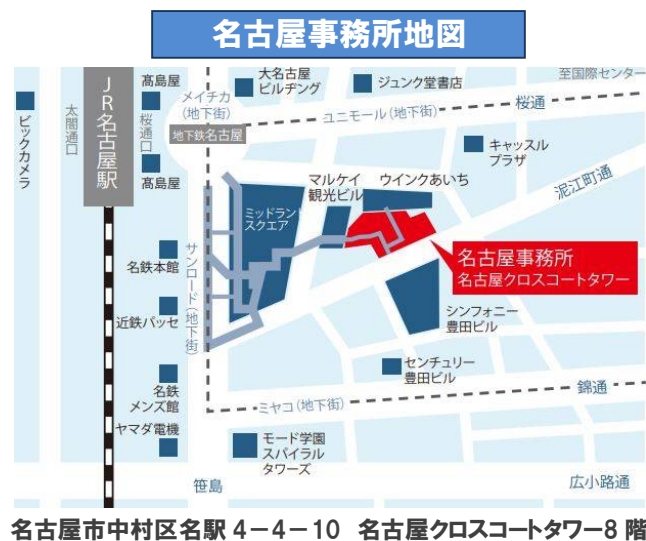 名古屋事務所地図
JR名古屋駅
髙島屋
太閤通口
桜通口
ビックカメラ
髙島屋
メイチカ
(地下街)
地下鉄名古屋
大名古屋
ビルヂング
ジュンク堂書店
至国際センター
桜通
ユニモール(地下街)
キャッスル
プラザ
マルケイ
観光ビル
ウインクあいち
泥江町通
ミッドランド
スクエア
名古屋事務所
名古屋クロスコートタワー
名鉄本館
サンロード(地下街)
近鉄パッセ
シンフォニー
豊田ビル
センチュリー
豊田ビル
名鉄
メンズ館
錦通
ミヤコ(地下街)
ヤマダ電機
モード学園
スパイラル
タワーズ
笹島
広小路通
名古屋市中村区名駅4-4-10 名古屋クロスコートタワー8階